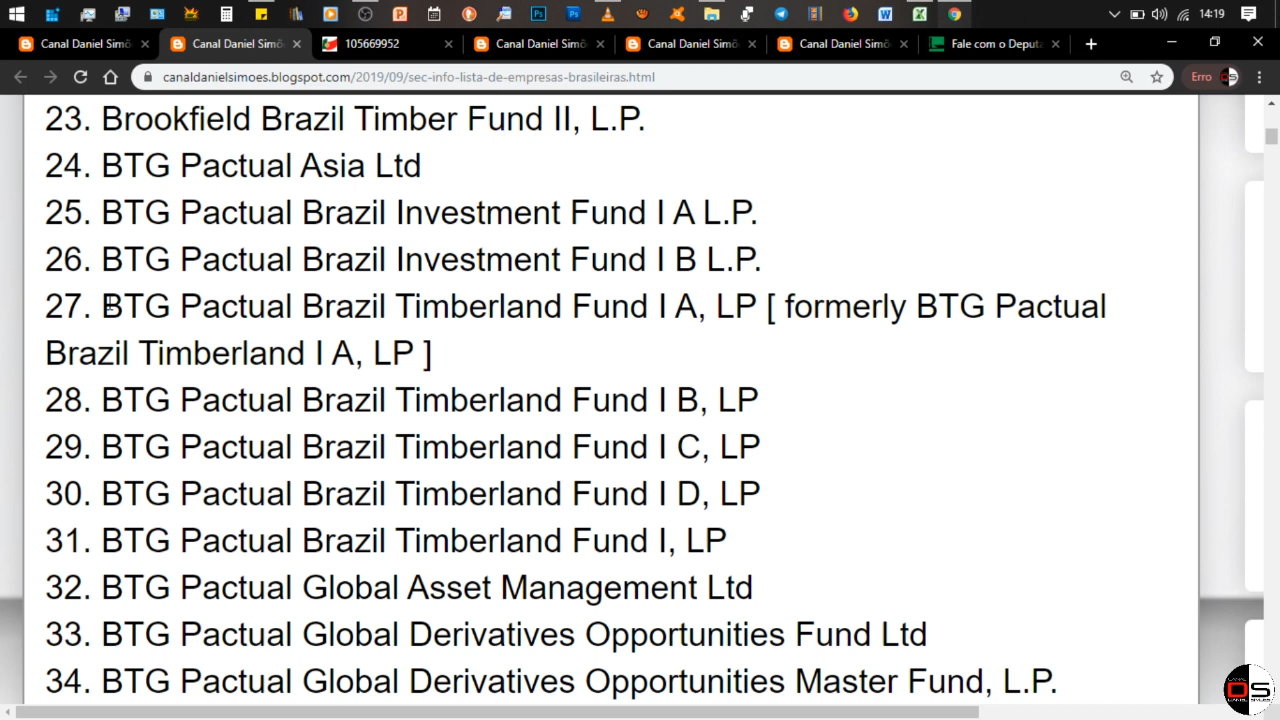 14:19
Canal Daniel Simõ
Canal Daniel Simõ
105669952
Canal Daniel Simõ
Canal Daniel Simõ
Canal Daniel Simõ
Fale com o Deput
canaldanielsimoes.blogspot.com/2019/09/sec-info-lista-de-empresas-brasileiras.html
Erro
23. Brookfield Brazil Timber Fund II, L.P.
24. BTG Pactual Asia Ltd
25. BTG Pactual Brazil Investment Fund I A L.P.
26. BTG Pactual Brazil Investment Fund I B L.P.
27. BTG Pactual Brazil Timberland Fund I A, LP [ formerly BTG Pactual
Brazil Timberland I A, LP ]
28. BTG Pactual Brazil Timberland Fund I B, LP
29. BTG Pactual Brazil Timberland Fund I C, LP
30. BTG Pactual Brazil Timberland Fund I D, LP
31. BTG Pactual Brazil Timberland Fund I, LP
32. BTG Pactual Global Asset Management Ltd
33. BTG Pactual Global Derivatives Opportunities Fund Ltd
34. BTG Pactual Global Derivatives Opportunities Master Fund, L.P.
CANAL
DS
DANIEL SIMÕES